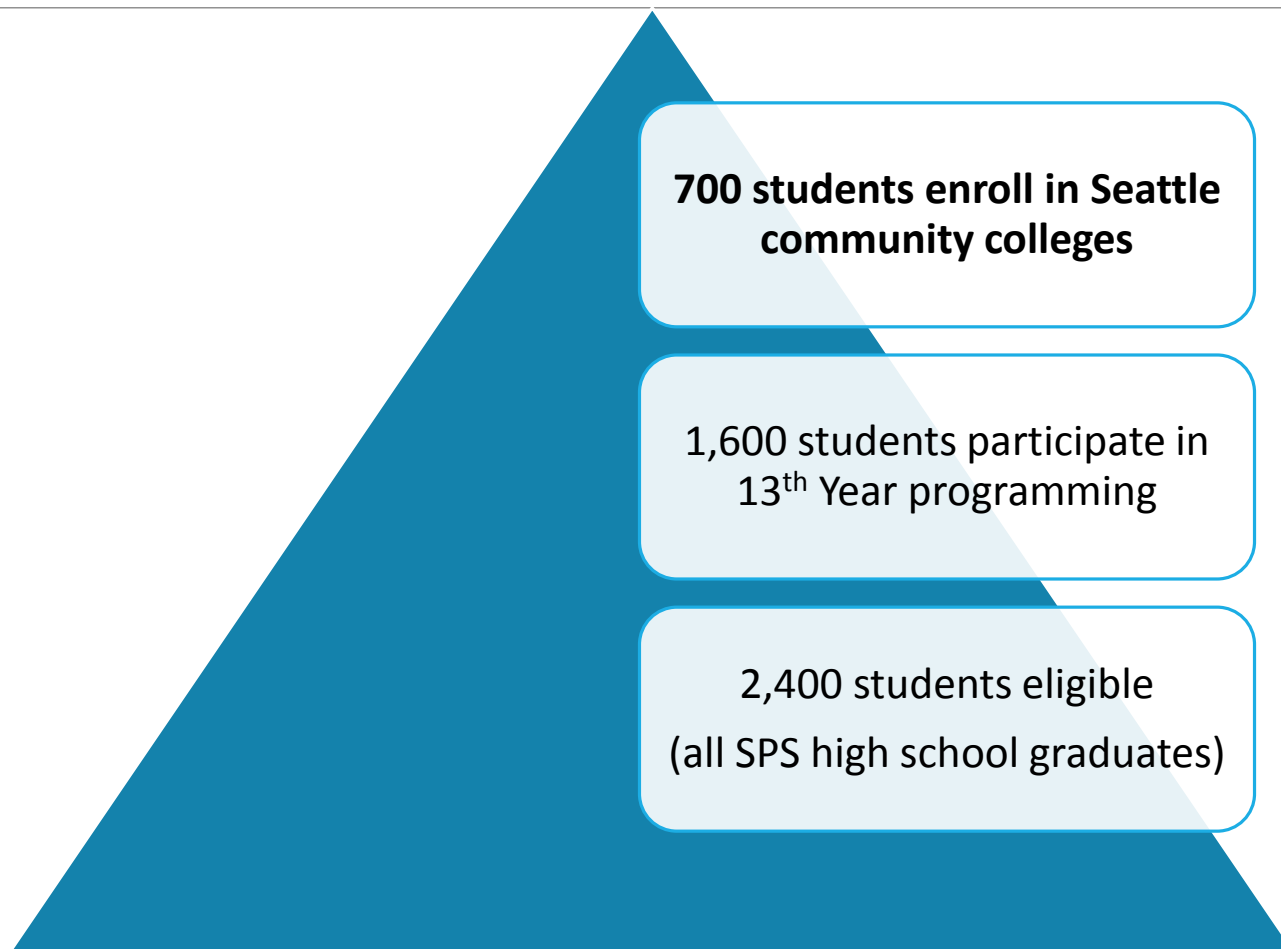 700 students enroll in Seattle
community colleges
1,600 students participate in
13th Year programming
2,400 students eligible
(all SPS high school graduates)